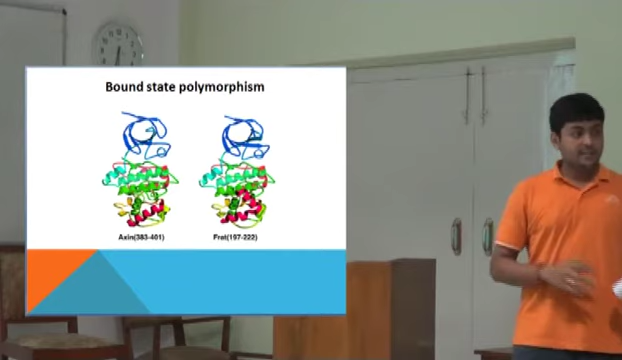 Bound state polymorphism
Axin(383-401)
Frat(197-222)